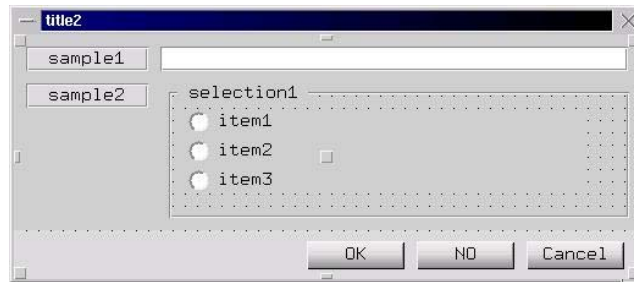 title2
sample1
sample2
selection1
item1
item2
item3
OK NO Cancel